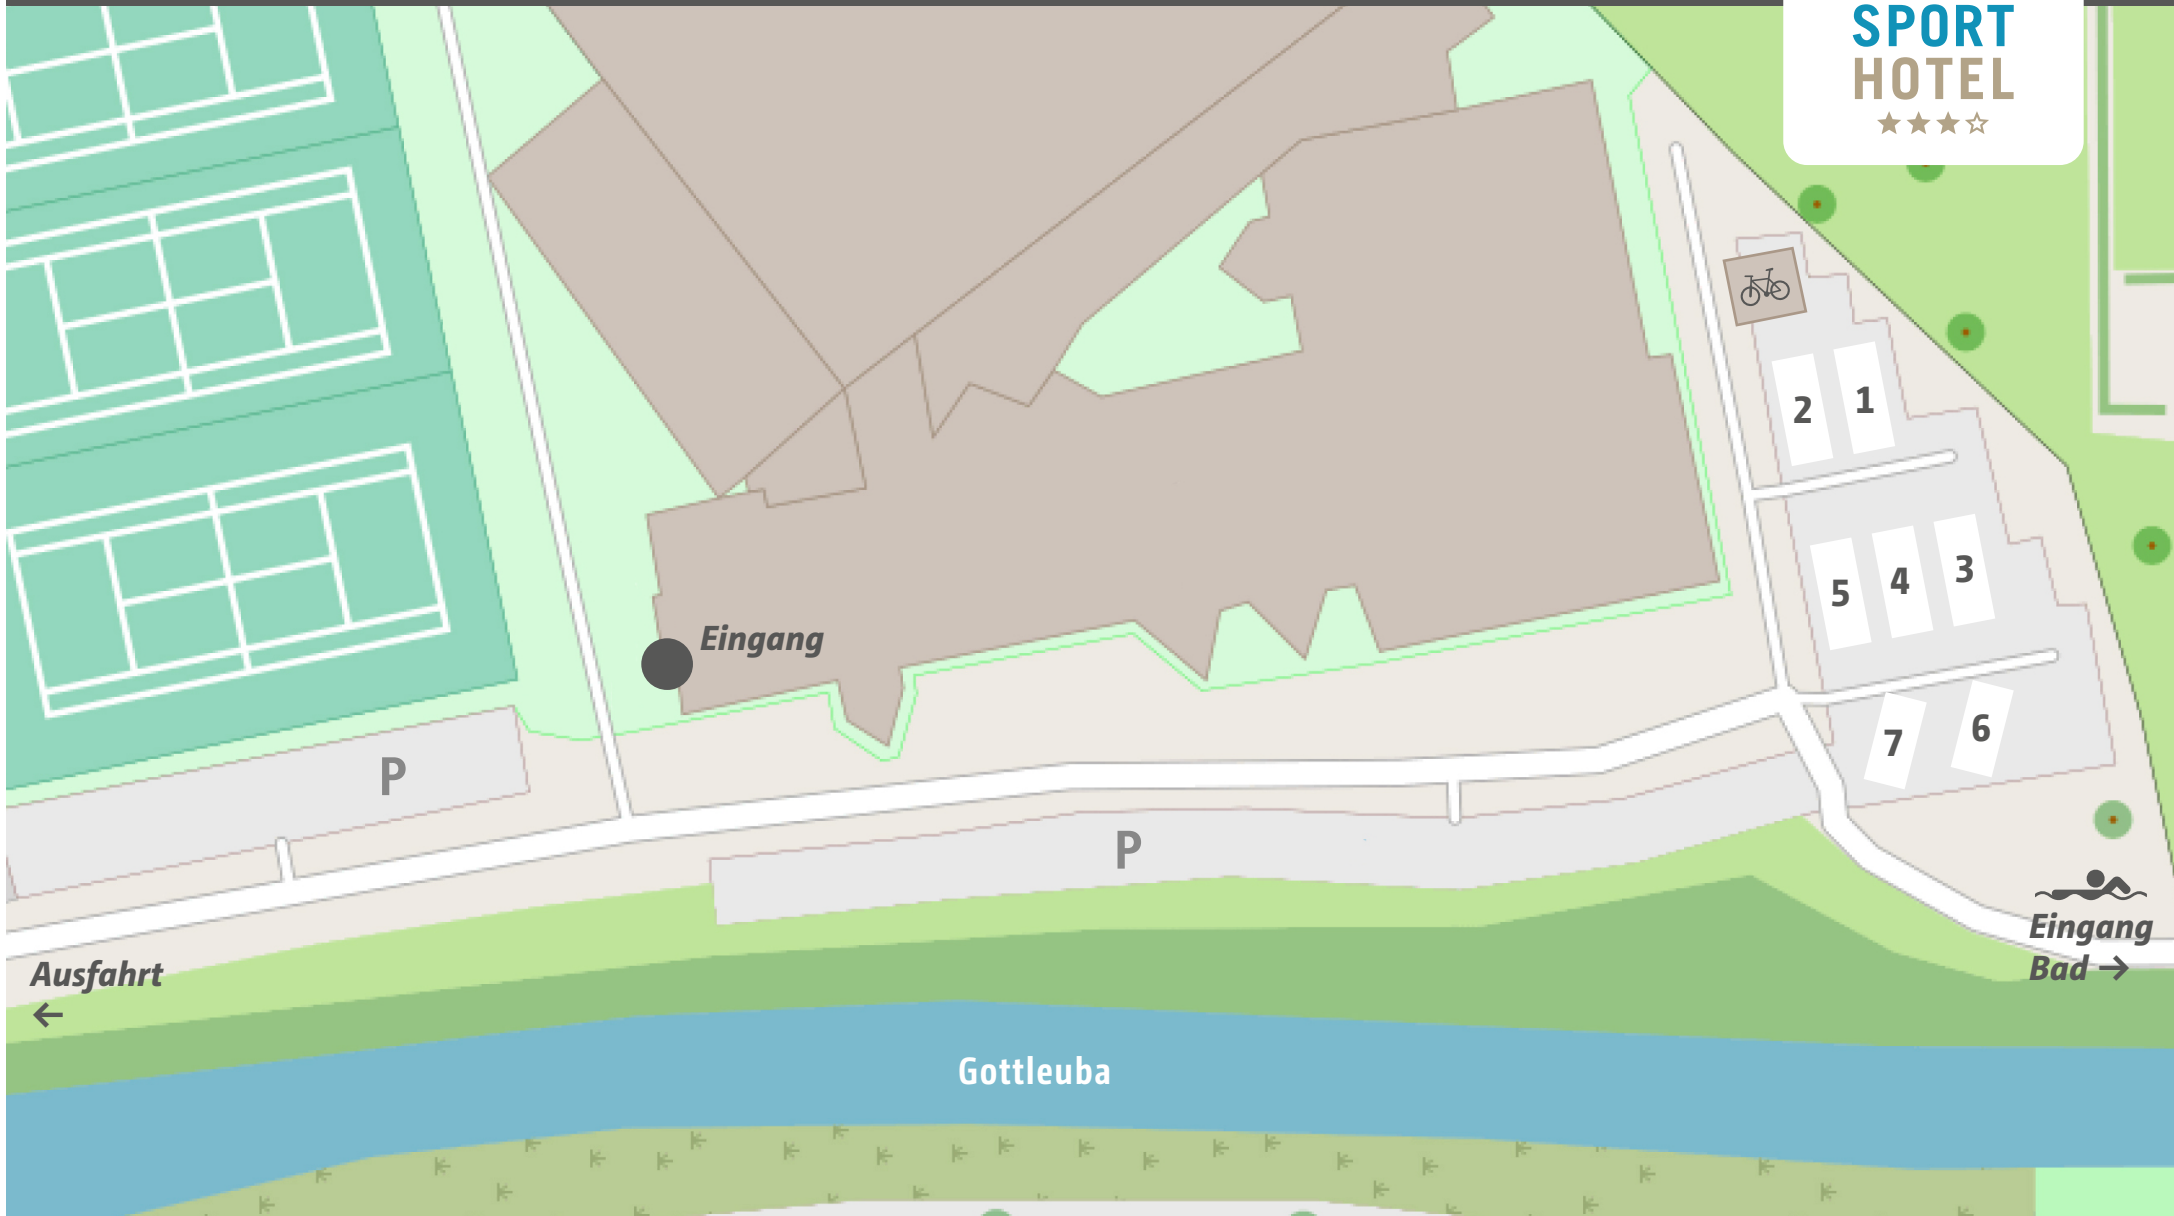 SPORT
HOTEL
2
1
5
4
3
Eingang
7
6
P
P
Eingang
Bad →
Ausfahrt
←
Gottleuba